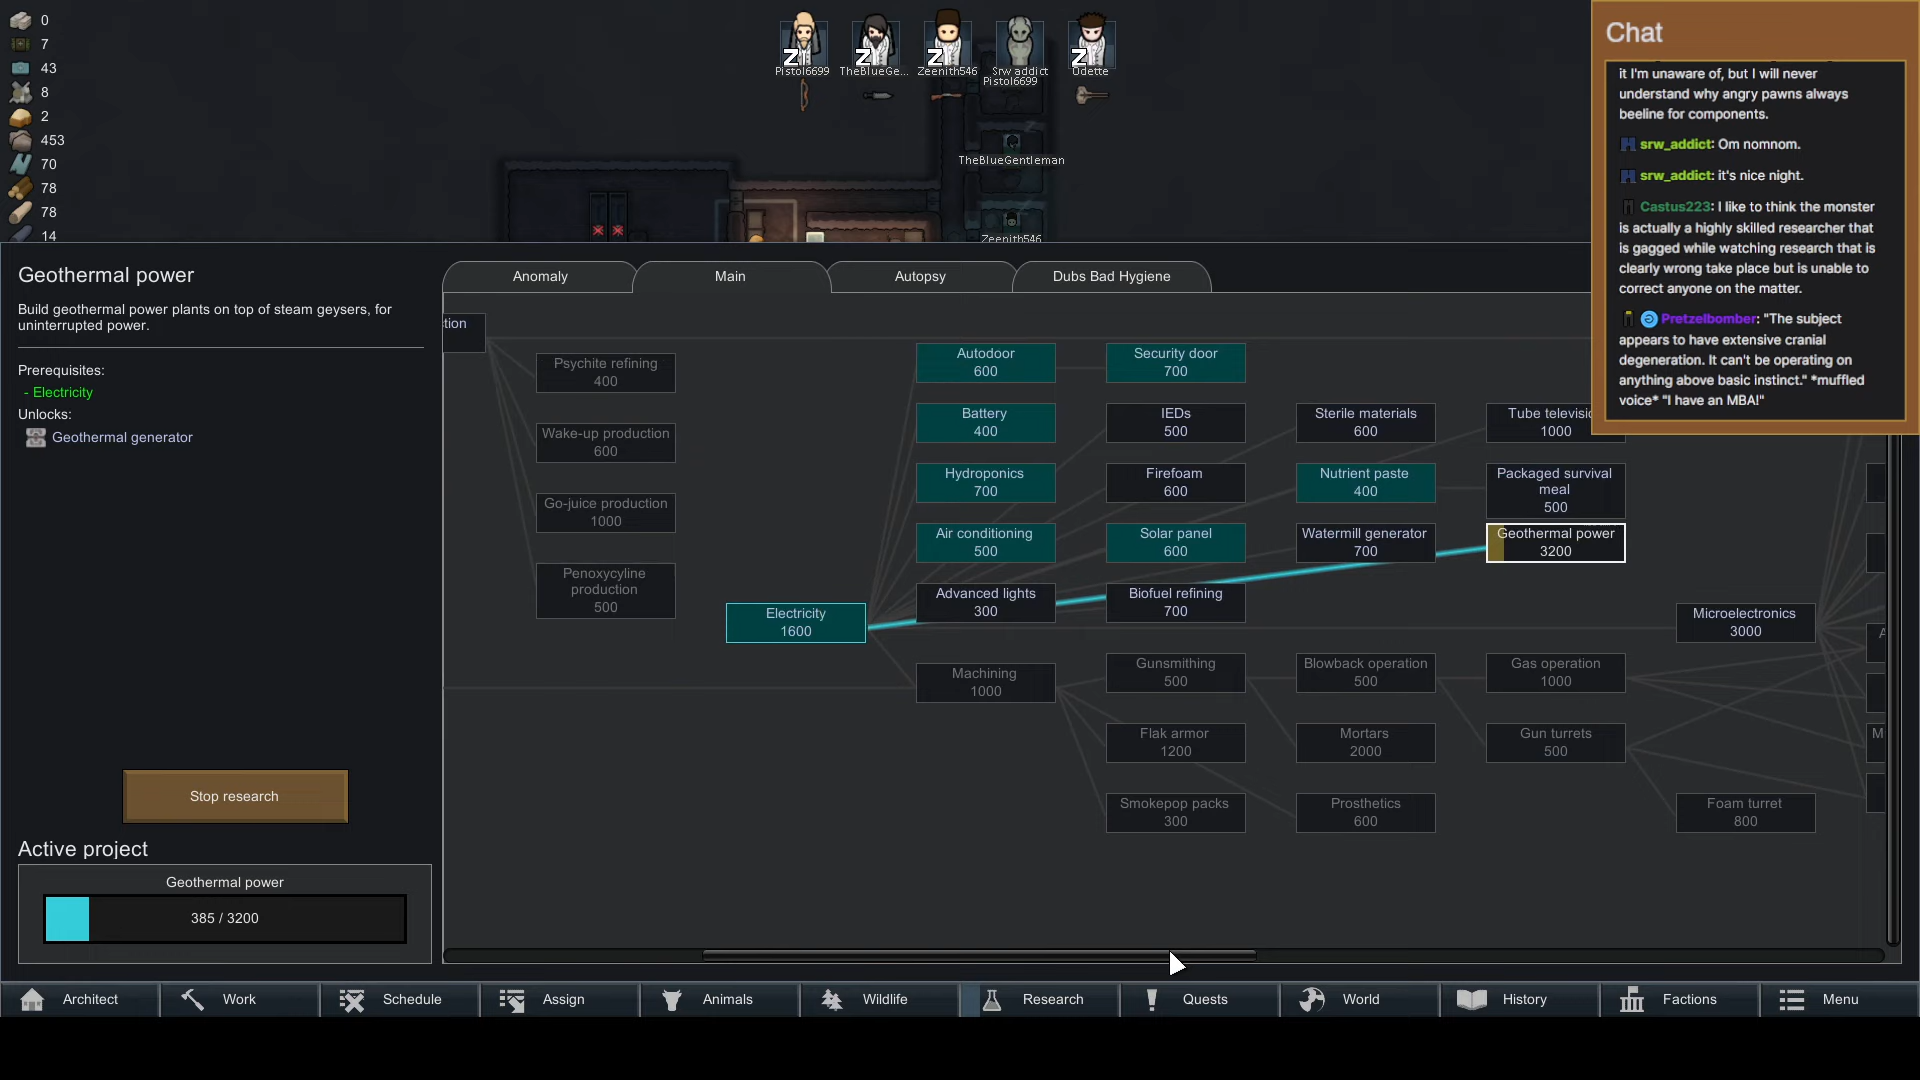 0
7
43
8
2
453
70
78
78
14
Z
Z
Z
Z
Pistol6699
TheBlueGe...
Zeenith546
Srw addict
Odette
Pistol6699
TheBlueGentleman
Zeenith546
Chat
it I'm unaware of, but I will never
understand why angry pawns always
beeline for components.
srw_addict: Om nomnom.
srw_addict: it's nice night.
Castus223: I like to think the monster
is actually a highly skilled researcher that
is gagged while watching research that is
clearly wrong take place but is unable to
correct anyone on the matter.
Pretzelbomber: "The subject
appears to have extensive cranial
degeneration. It can't be operating on
anything above basic instinct." *muffled
voice* "I have an MBA!"
Geothermal power
Build geothermal power plants on top of steam geysers, for
uninterrupted power.
Prerequisites:
- Electricity
Unlocks:
Geothermal generator
Stop research
Active project
Geothermal power
385 / 3200
Anomaly
Main
Autopsy
Dubs Bad Hygiene
tion
Psychite refining
400
Wake-up production
600
Go-juice production
1000
Penoxycyline
production
500
Electricity
1600
Autodoor
600
Battery
400
Hydroponics
700
Air conditioning
500
Advanced lights
300
Machining
1000
Security door
700
IEDs
500
Firefoam
600
Solar panel
600
Biofuel refining
700
Gunsmithing
500
Flak armor
1200
Smokepop packs
300
Sterile materials
600
Nutrient paste
400
Watermill generator
700
Blowback operation
500
Mortars
2000
Prosthetics
600
Tube televisi
1000
Packaged survival
meal
500
Geothermal power
3200
Gas operation
1000
Gun turrets
500
Microelectronics
3000
Foam turret
800
A
M
Architect
Work
Schedule
Assign
Animals
Wildlife
Research
Quests
World
History
Factions
Menu